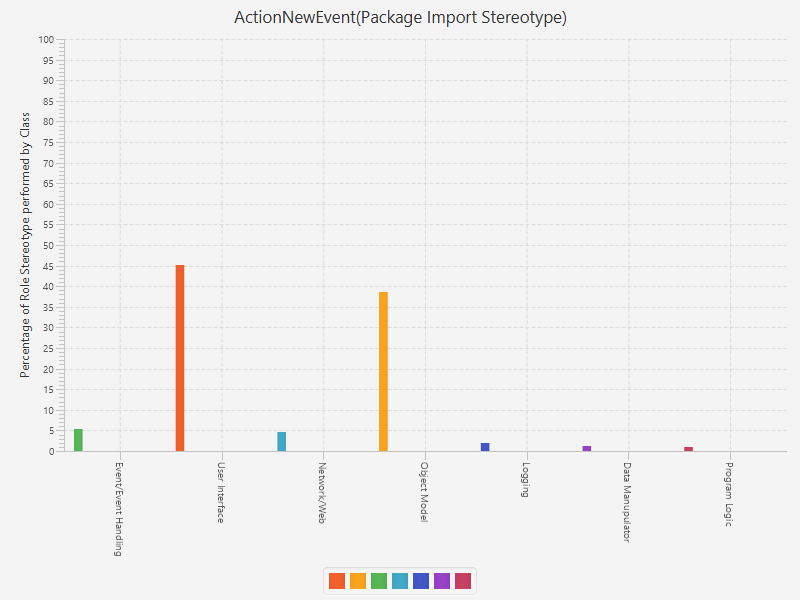 ActionNewEvent(Package Import Stereotype)
Percentage of Role Stereotype performed by Class
100
95
90
85
80
75
70
65
60
55
50
45
40
35
30
25
20
15
10
5
0
Event/Event Handling
User Interface
Network/Web
Object Model
Logging
Data Manupulator
Program Logic